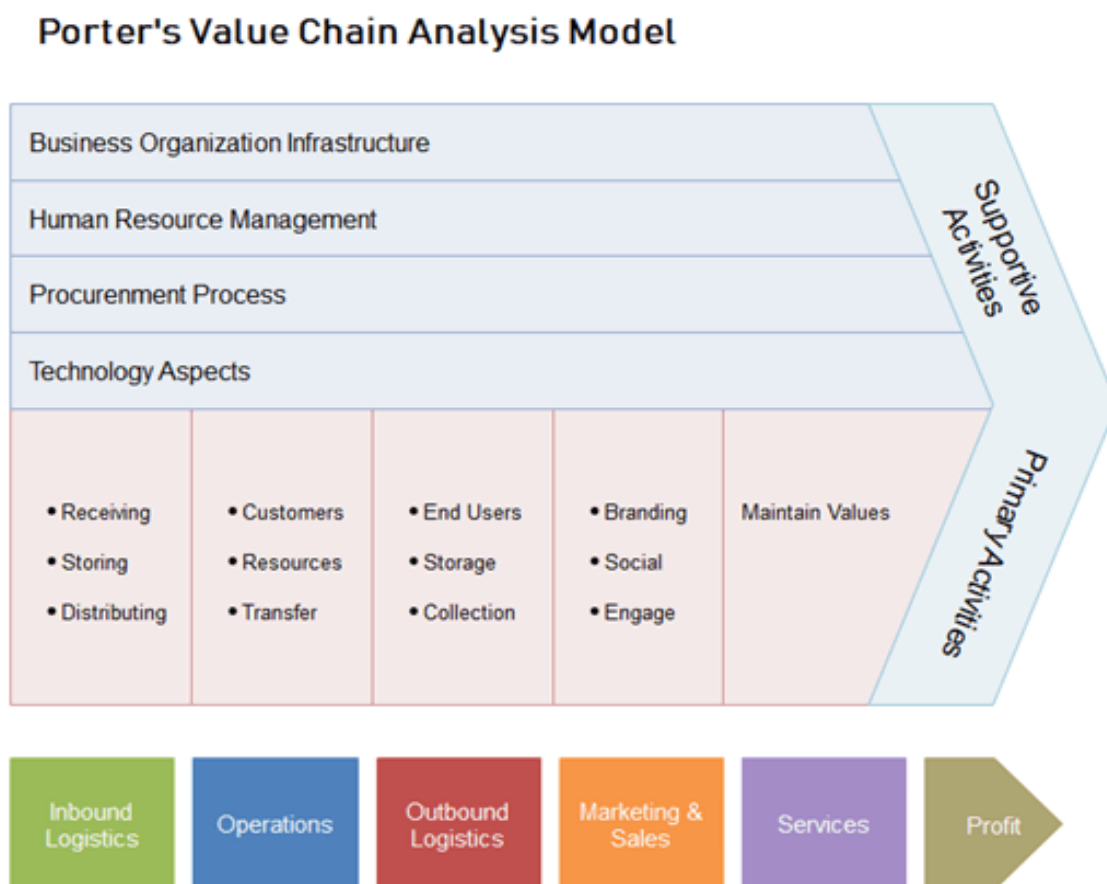 Porter's Value Chain Analysis Model
Business Organization Infrastructure
Human Resource Management
Procurenment Process
Technology Aspects
Supportive
Activities
• Receiving
• Storing
• Distributing
• Customers
• Resources
• Transfer
• End Users
• Storage
• Collection
• Branding
• Social
• Engage
Maintain Values
Primary Activities
Inbound
Logistics
Operations
Outbound
Logistics
Marketing &
Sales
Services
Profit